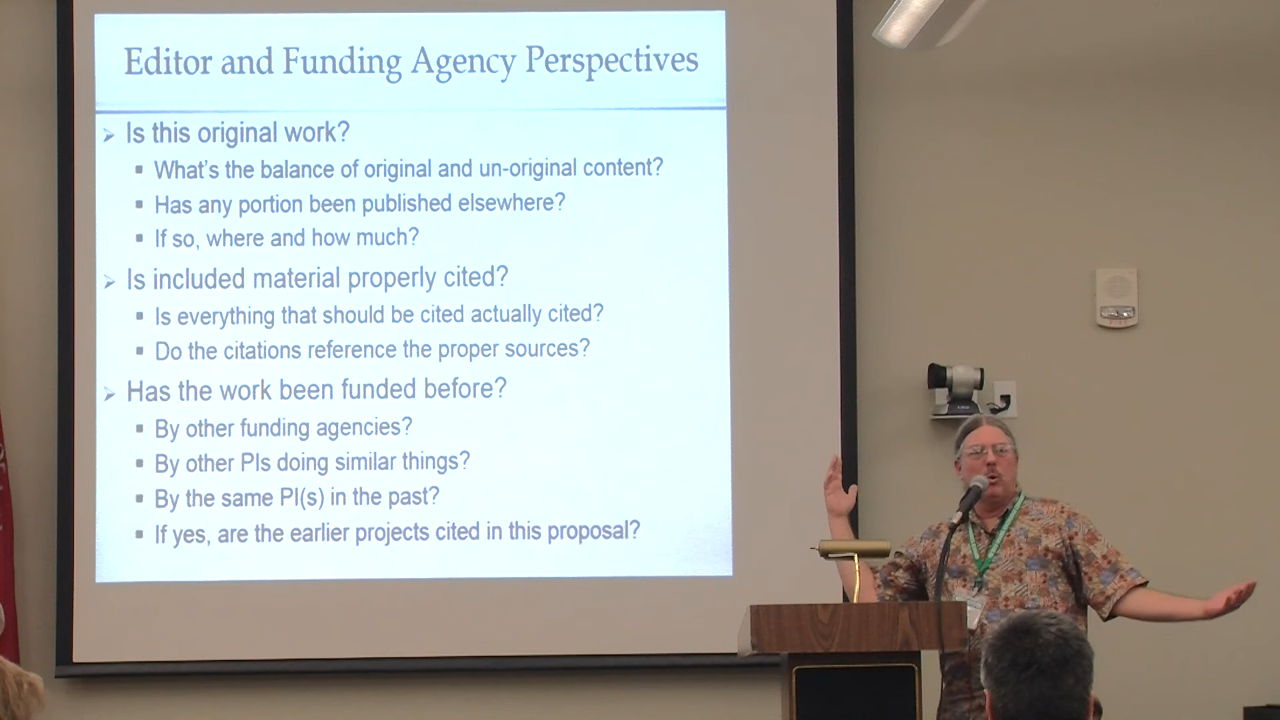 Editor and Funding Agency Perspectives
Is this original work?
What's the balance of original and un-original content?
Has any portion been published elsewhere?
If so, where and how much?
Is included material properly cited?
Is everything that should be cited actually cited?
Do the citations reference the proper sources?
Has the work been funded before?
By other funding agencies?
By other PIs doing similar things?
By the same PI(s) in the past?
If yes, are the earlier projects cited in this proposal?